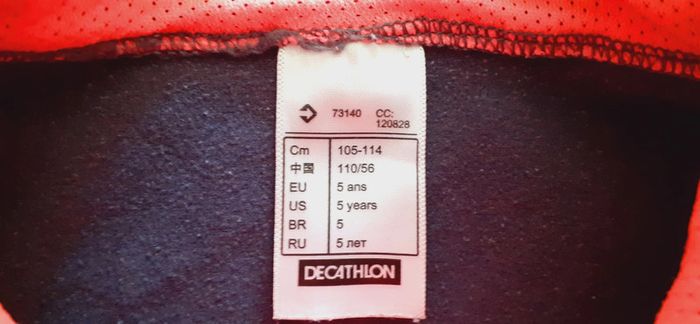 73140 CC:
120828
Cm 105-114
中国 110/56
EU 5 ans
US 5 years
BR 5
RU 5 лет
DECATHLON